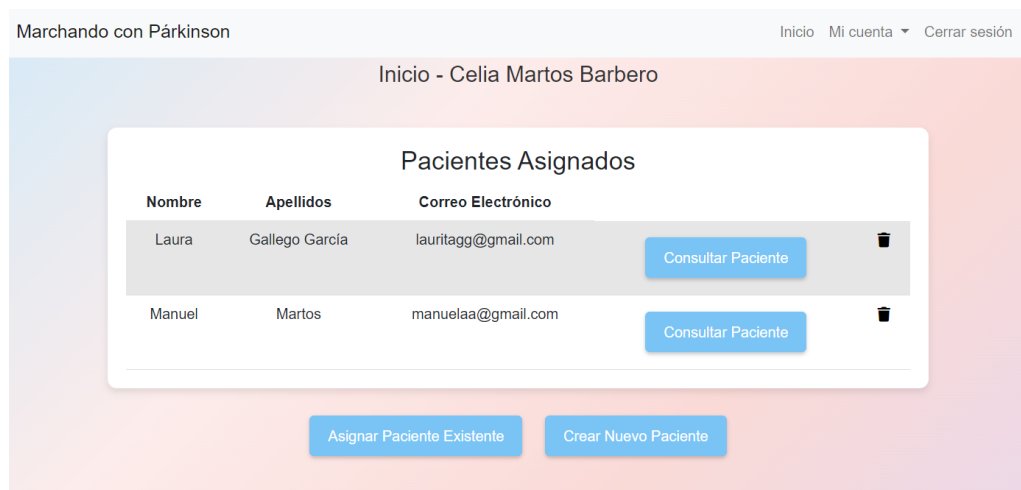 Marchando con Párkinson Inicio Mi cuenta Cerrar sesión
Inicio - Celia Martos Barbero
Pacientes Asignados
Nombre Apellidos Correo Electrónico
Laura Gallego García lauritagg@gmail.com Consultar Paciente
Manuel Martos manuelaa@gmail.com Consultar Paciente
Asignar Paciente Existente Crear Nuevo Paciente